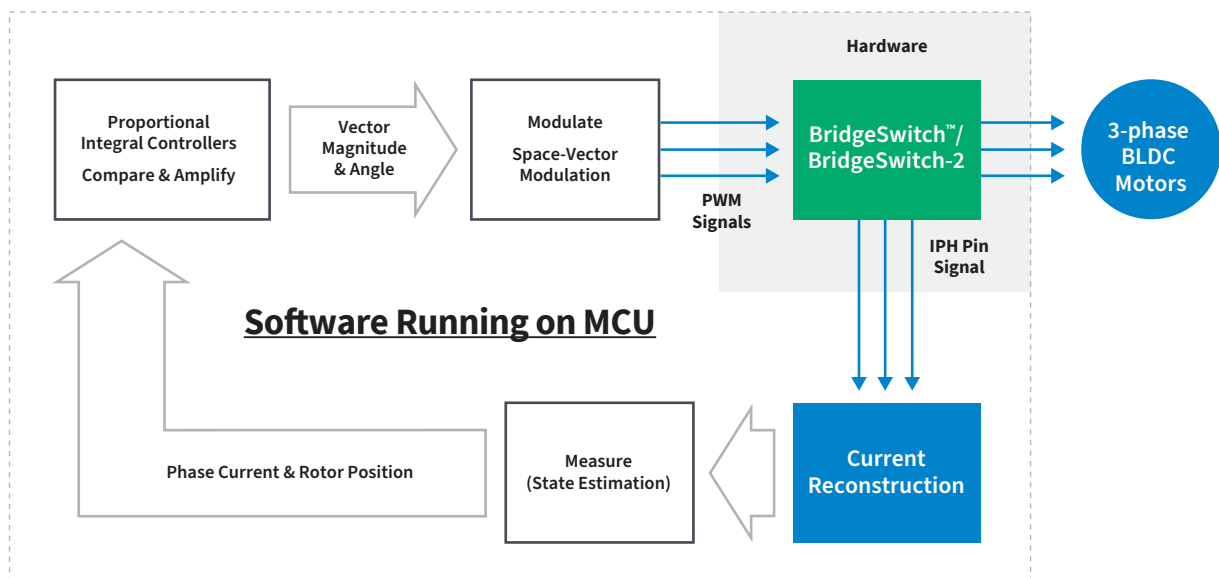 Hardware
Proportional
Integral Controllers
Compare & Amplify
Vector
Magnitude
& Angle
Modulate
Space-Vector
Modulation
PWM
Signals
BridgeSwitch™/
BridgeSwitch-2
3-phase
BLDC
Motors
IPH Pin
Signal
Software Running on MCU
Phase Current & Rotor Position
Measure
(State Estimation)
Current
Reconstruction